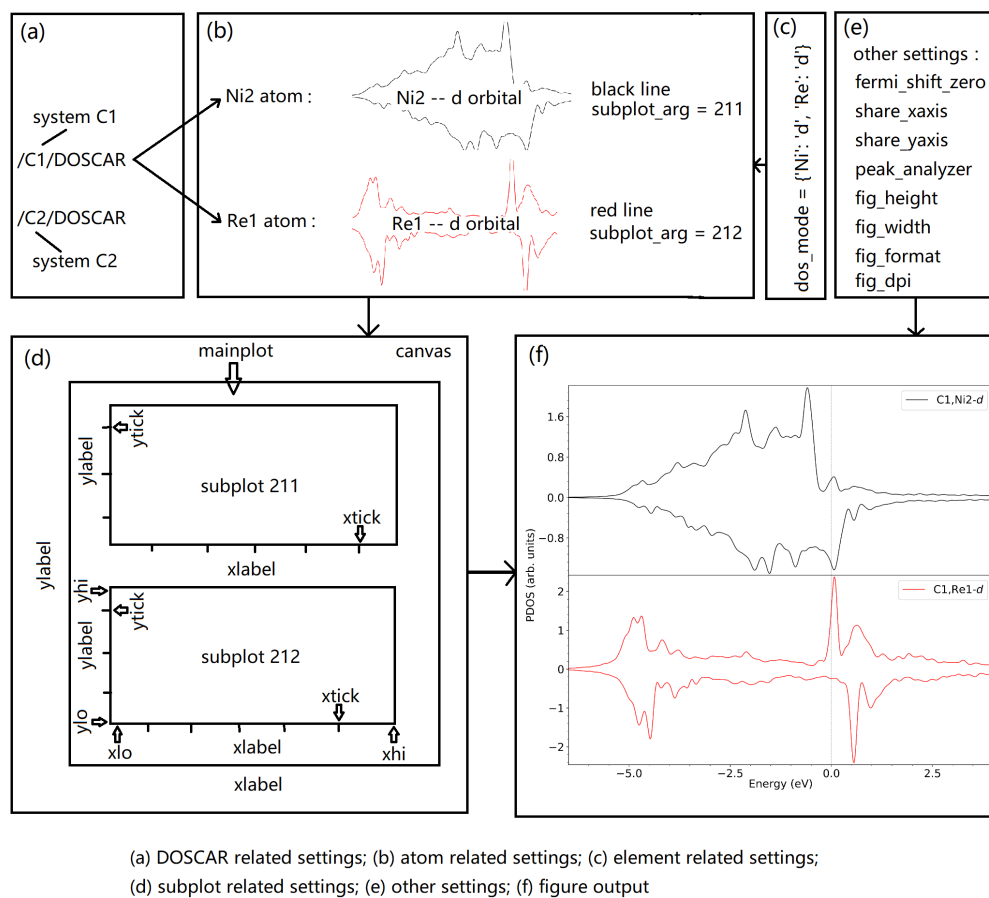 (a)
system C1
/C1/DOSCAR
/C2/DOSCAR
system C2
(b)
Ni2 atom :
Ni2 -- d orbital
black line
subplot_arg = 211
Re1 atom :
Re1 -- d orbital
red line
subplot_arg = 212
(c)
dos_mode = {'Ni': 'd', 'Re': 'd'}
(e)
other settings :
fermi_shift_zero
share_xaxis
share_yaxis
peak_analyzer
fig_height
fig_width
fig_format
fig_dpi
(d)
mainplot
canvas
ylabel
ylabel
ytick
subplot 211
xtick
xlabel
yhi
ytick
ylabel
subplot 212
ylo
xtick
xlo
xlabel
xhi
xlabel
(f)
C1,Ni2-d
1.6
0.8
0.0
−0.8
PDOS (arb. units)
C1,Re1-d
2
1
0
−1
−2
−5.0
−2.5
0.0
2.5
Energy (eV)
(a) DOSCAR related settings; (b) atom related settings; (c) element related settings;
(d) subplot related settings; (e) other settings; (f) figure output